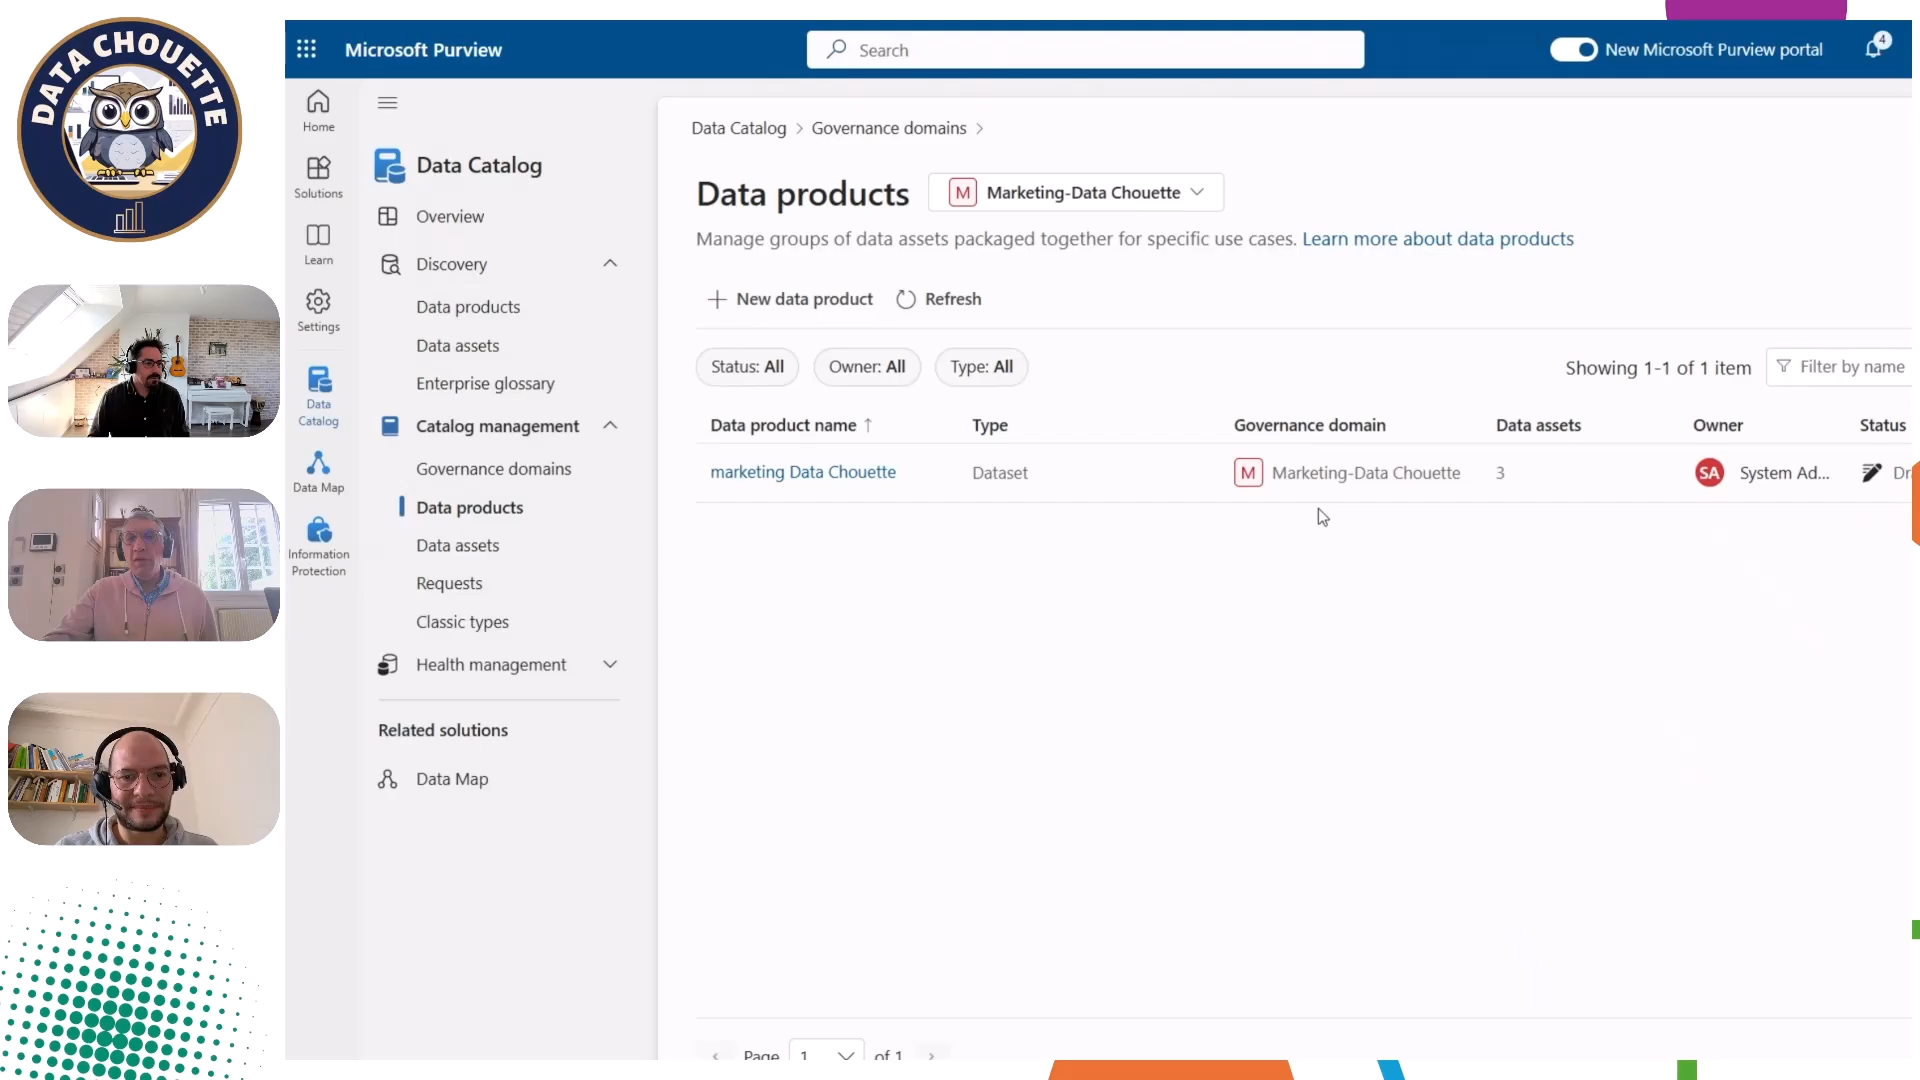 DATA CHOUETTE
Microsoft Purview
Search
New Microsoft Purview portal
4
Home
Solutions
Learn
Settings
Data
Catalog
Data Map
Information
Protection
Data Catalog
Overview
Discovery
Data products
Data assets
Enterprise glossary
Catalog management
Governance domains
Data products
Data assets
Requests
Classic types
Health management
Related solutions
Data Map
Data Catalog > Governance domains >
Data products M Marketing-Data Chouette
Manage groups of data assets packaged together for specific use cases. Learn more about data products
New data product Refresh
Status: All Owner: All Type: All Showing 1-1 of 1 item Filter by name
Data product name ↑ Type Governance domain Data assets Owner Status
marketing Data Chouette Dataset M Marketing-Data Chouette 3 SA System Ad... Dr
Page 1 of 1